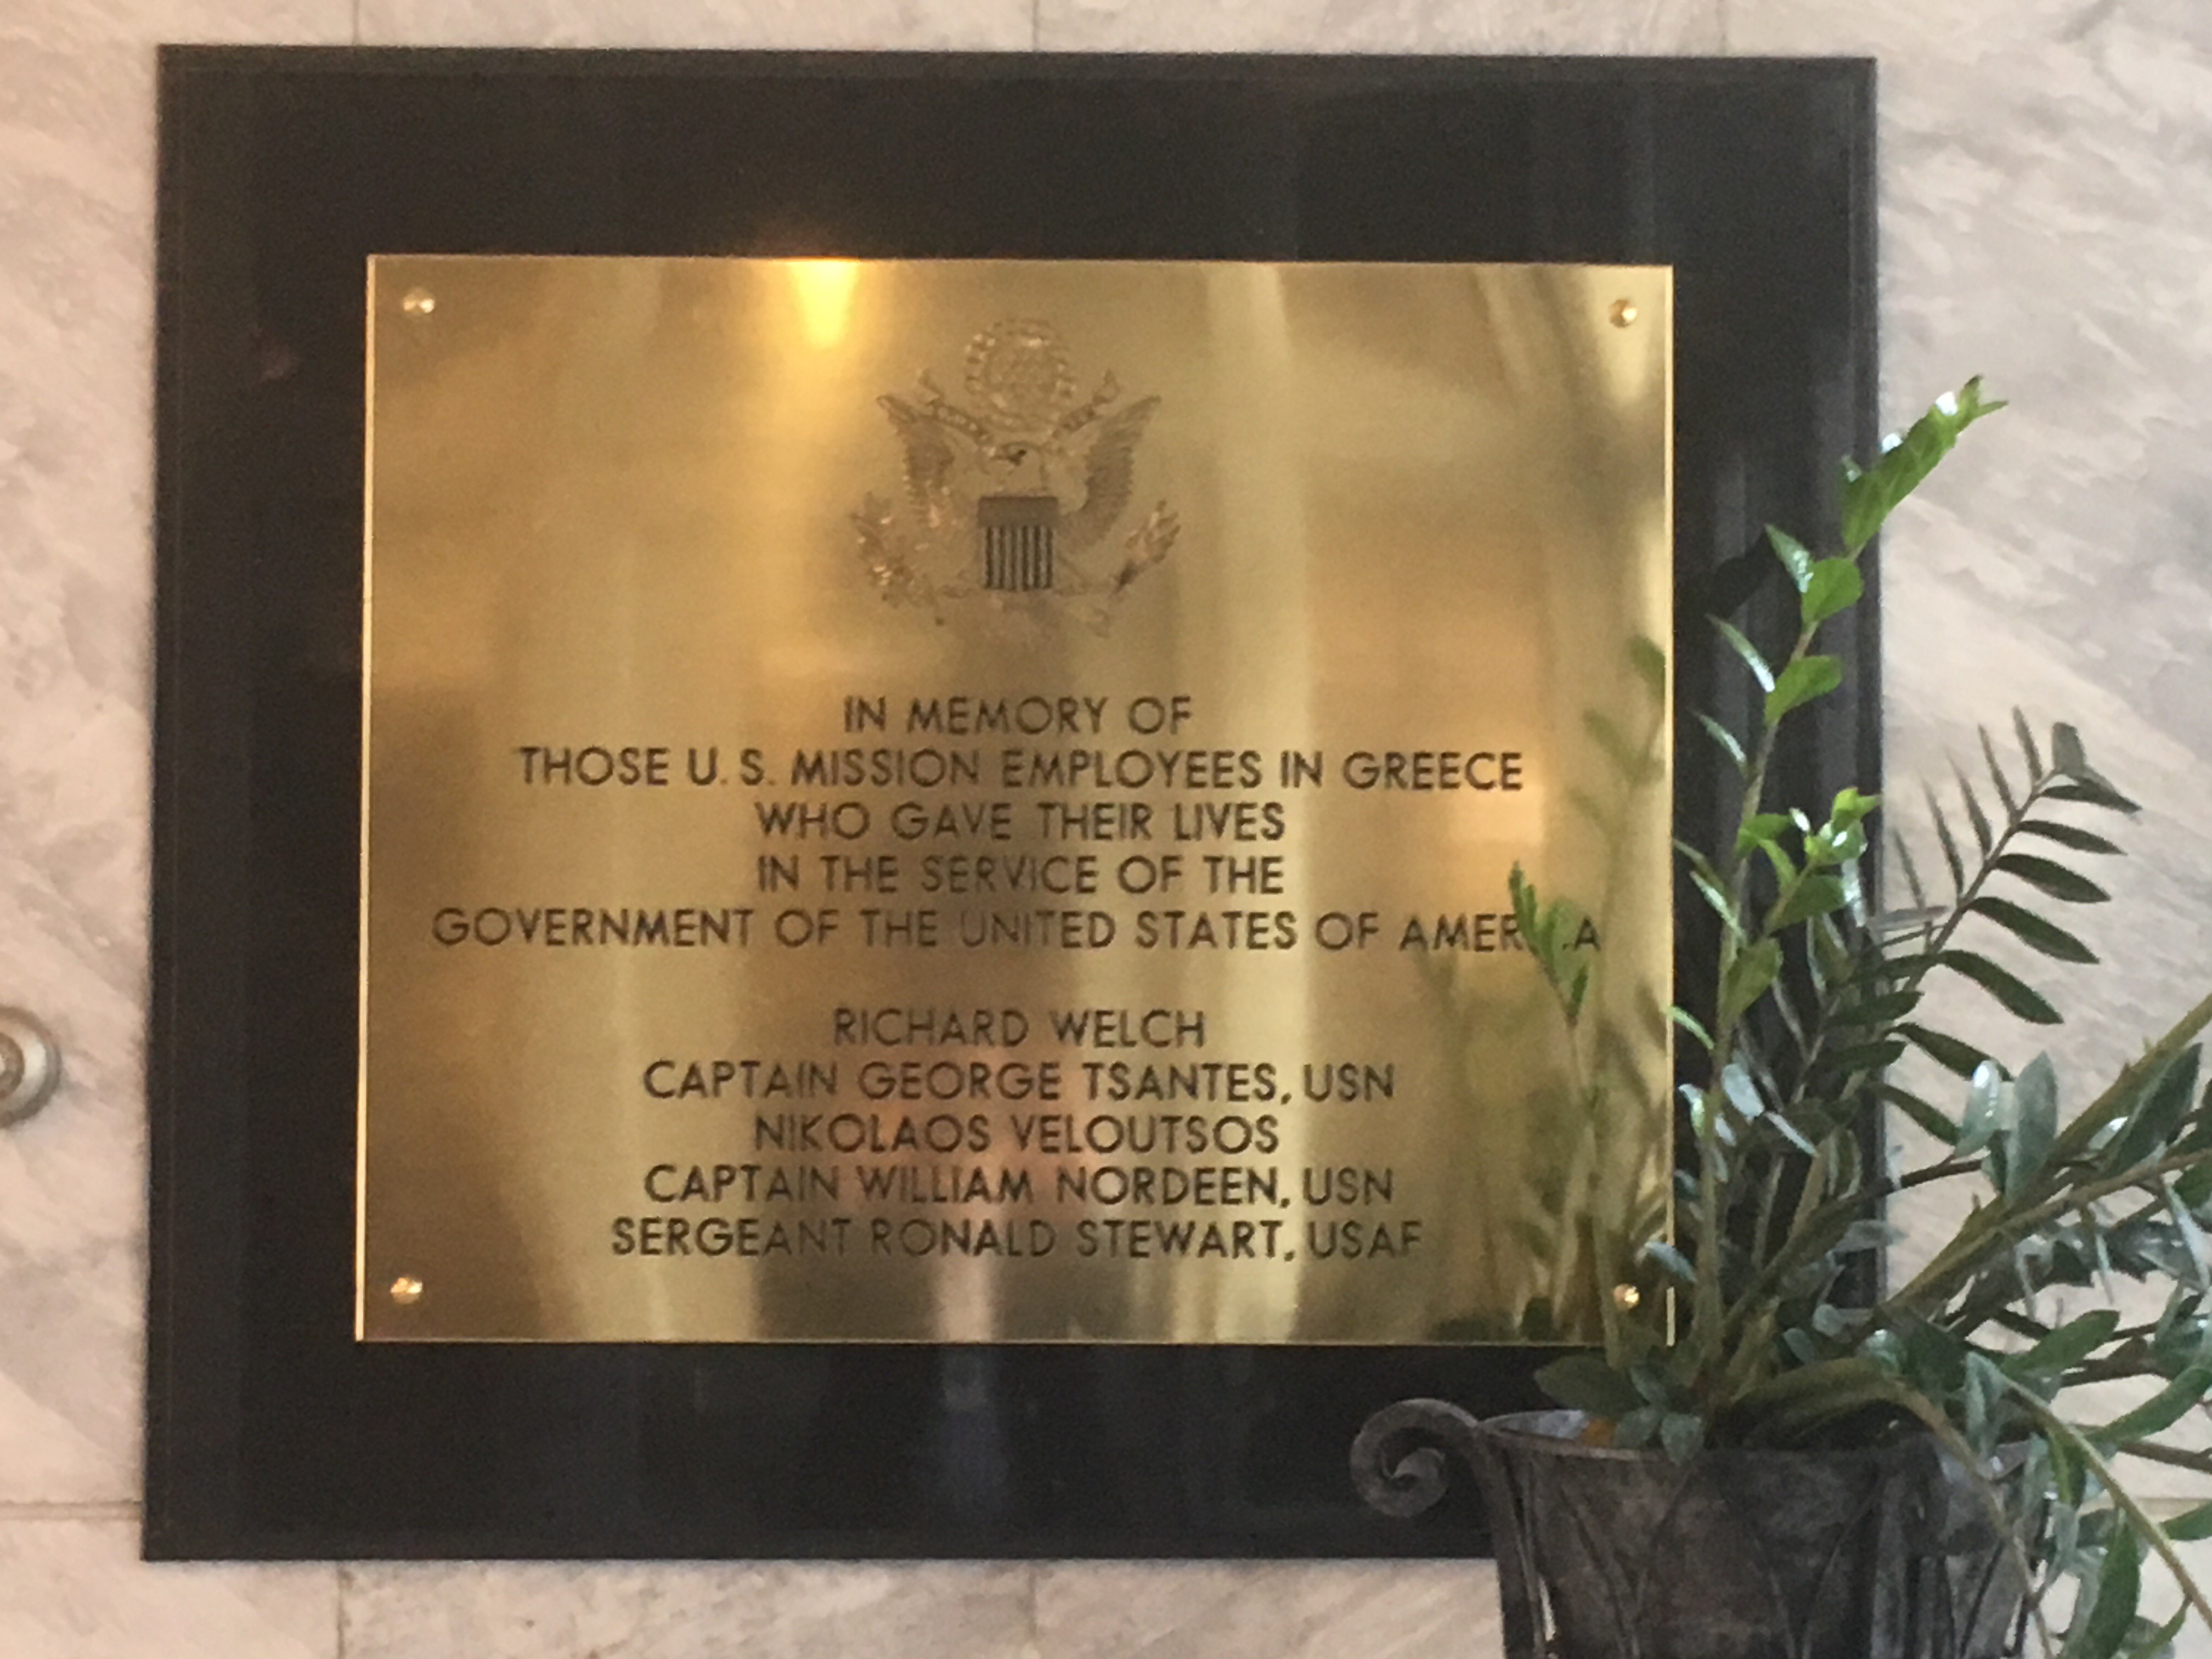 IN MEMORY OF
THOSE U.S. MISSION EMPLOYEES IN GREECE
WHO GAVE THEIR LIVES
IN THE SERVICE OF THE
GOVERNMENT OF THE UNITED STATES OF AMERICA
RICHARD WELCH
CAPTAIN GEORGE TSANTES, USN
NIKOLAOS VELOUTSOS
CAPTAIN WILLIAM NORDEEN, USN
SERGEANT RONALD STEWART, USAF